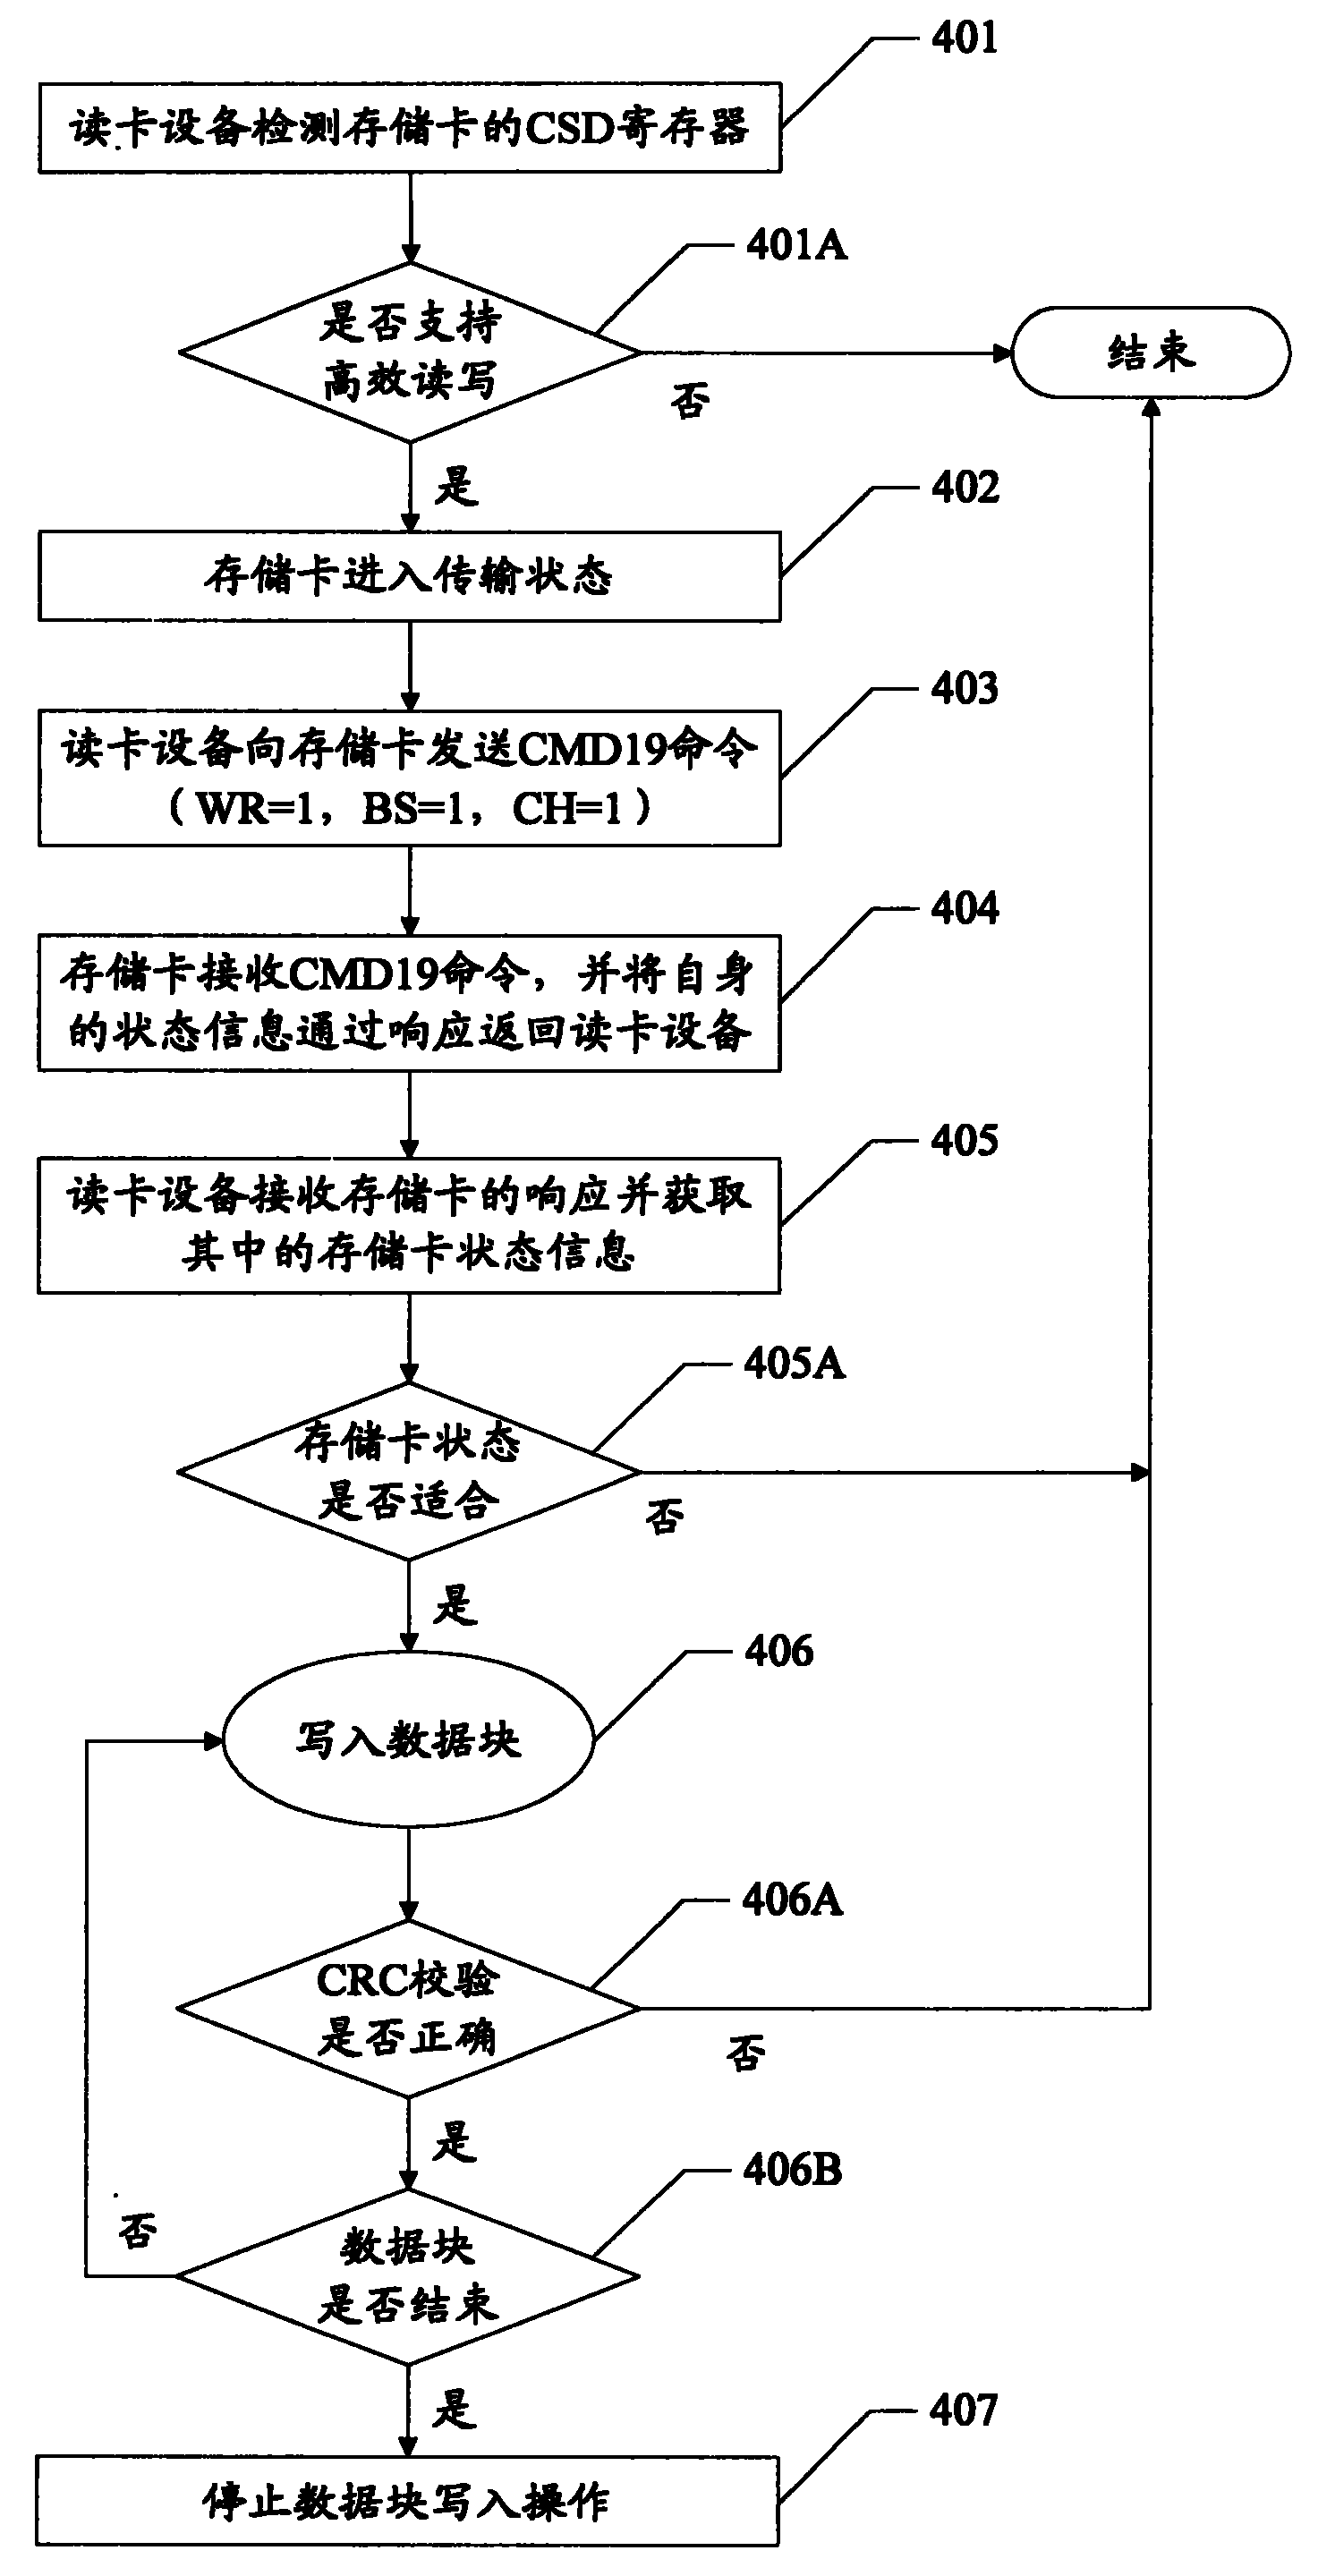 401
读卡设备检测存储卡的CSD寄存器
401A
是否支持
高效读写
结束
否
是
402
存储卡进入传输状态
403
读卡设备向存储卡发送CMD19命令
（WR=1，BS=1，CH=1）
404
存储卡接收CMD19命令，并将自身
的状态信息通过响应返回读卡设备
405
读卡设备接收存储卡的响应并获取
其中的存储卡状态信息
405A
存储卡状态
是否适合
否
是
406
写入数据块
406A
CRC校验
是否正确
否
是
406B
否
数据块
是否结束
是
407
停止数据块写入操作